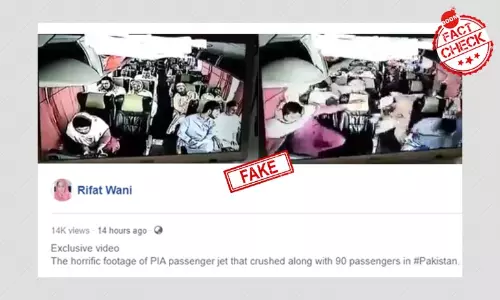 100%
FACT
CHECK
FAKE
Rifat Wani
14K views · 14 hours ago ·
Exclusive video
The horrific footage of PIA passenger jet that crushed along with 90 passengers in #Pakistan.